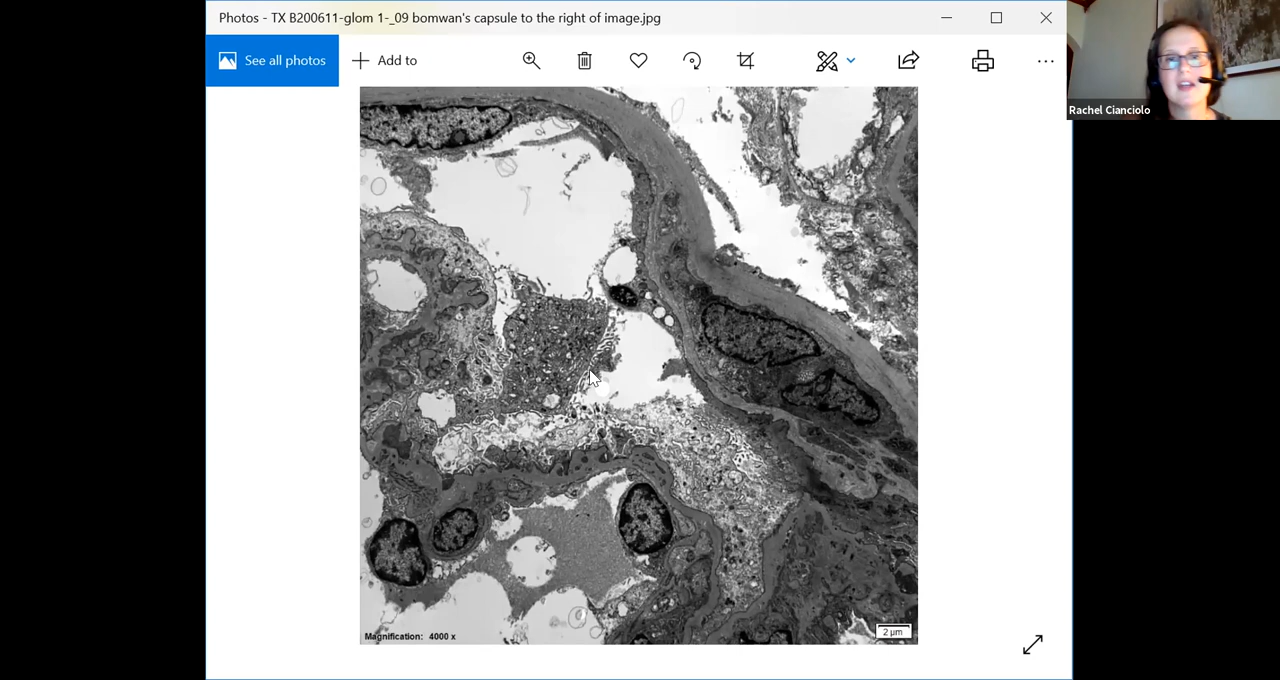 Photos - TX B200611-glom 1-_09 bomwan's capsule to the right of image.jpg
See all photos
Add to
Rachel Cianciolo
Magnification: 4000 x
2 µm